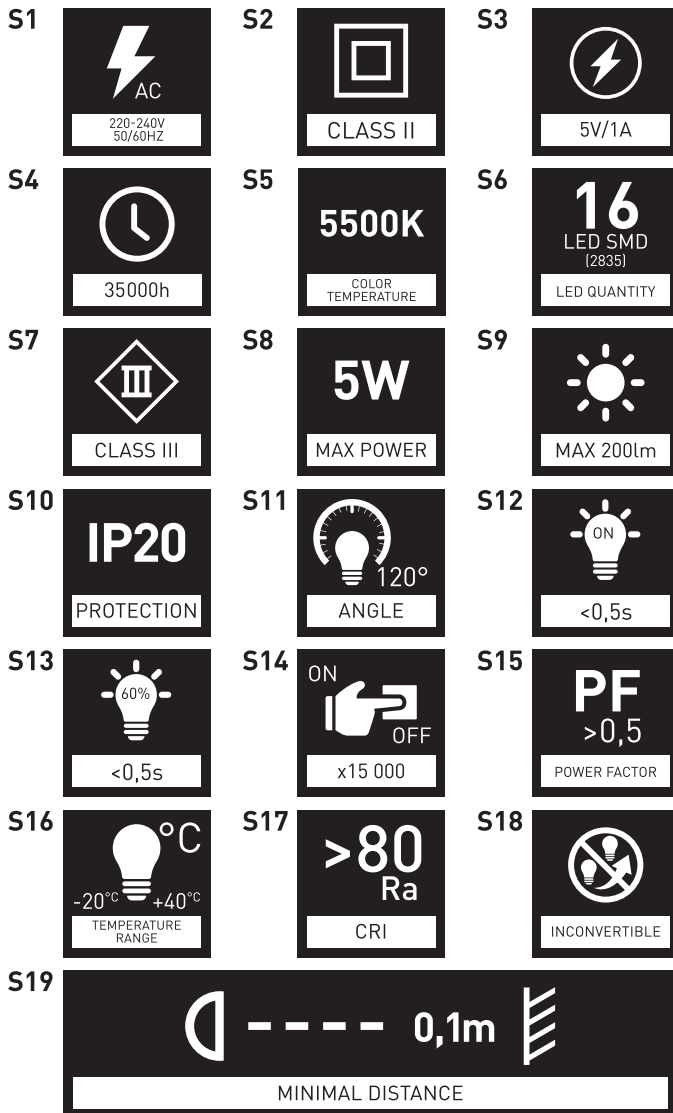 S1
AC
220-240V
50/60HZ
S2
CLASS II
S3
5V/1A
S4
35000h
S5
5500K
COLOR
TEMPERATURE
S6
16
LED SMD
(2835)
LED QUANTITY
S7
III
CLASS III
S8
5W
MAX POWER
S9
MAX 200lm
S10
IP20
PROTECTION
S11
120°
ANGLE
S12
ON
<0,5s
S13
60%
<0,5s
S14
ON
OFF
x15 000
S15
PF
>0,5
POWER FACTOR
S16
°C
-20°C +40°C
TEMPERATURE
RANGE
S17
>80
Ra
CRI
S18
INCONVERTIBLE
S19
0,1m
MINIMAL DISTANCE